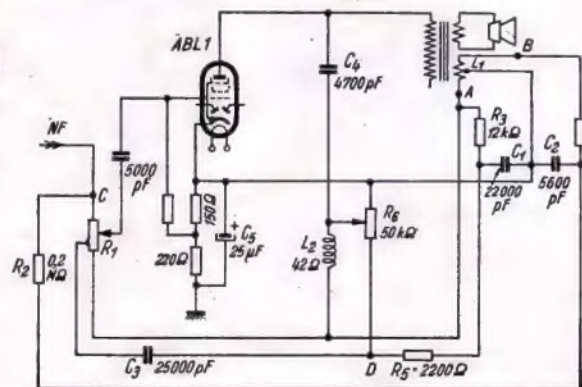 ABL1
C4
4700pF
L1
B
A
R3
12kΩ
C1
C2
22000
pF
5600
pF
NF
5000
pF
C
R1
R2
0,2
MΩ
150Ω
220Ω
+
C5
25µF
L2
42Ω
R6
50kΩ
C3
25000pF
D
R5=2200Ω